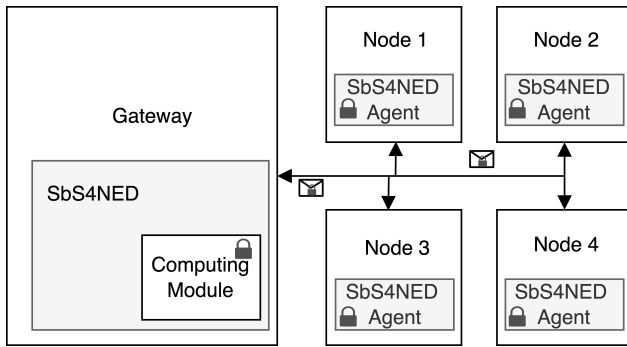 Gateway
SbS4NED
Computing
Module
Node 1
SbS4NED
Agent
Node 2
SbS4NED
Agent
Node 3
SbS4NED
Agent
Node 4
SbS4NED
Agent